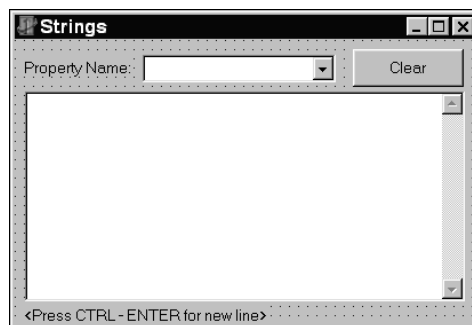 Strings
Property Name:
Clear
<Press CTRL-ENTER for new line>